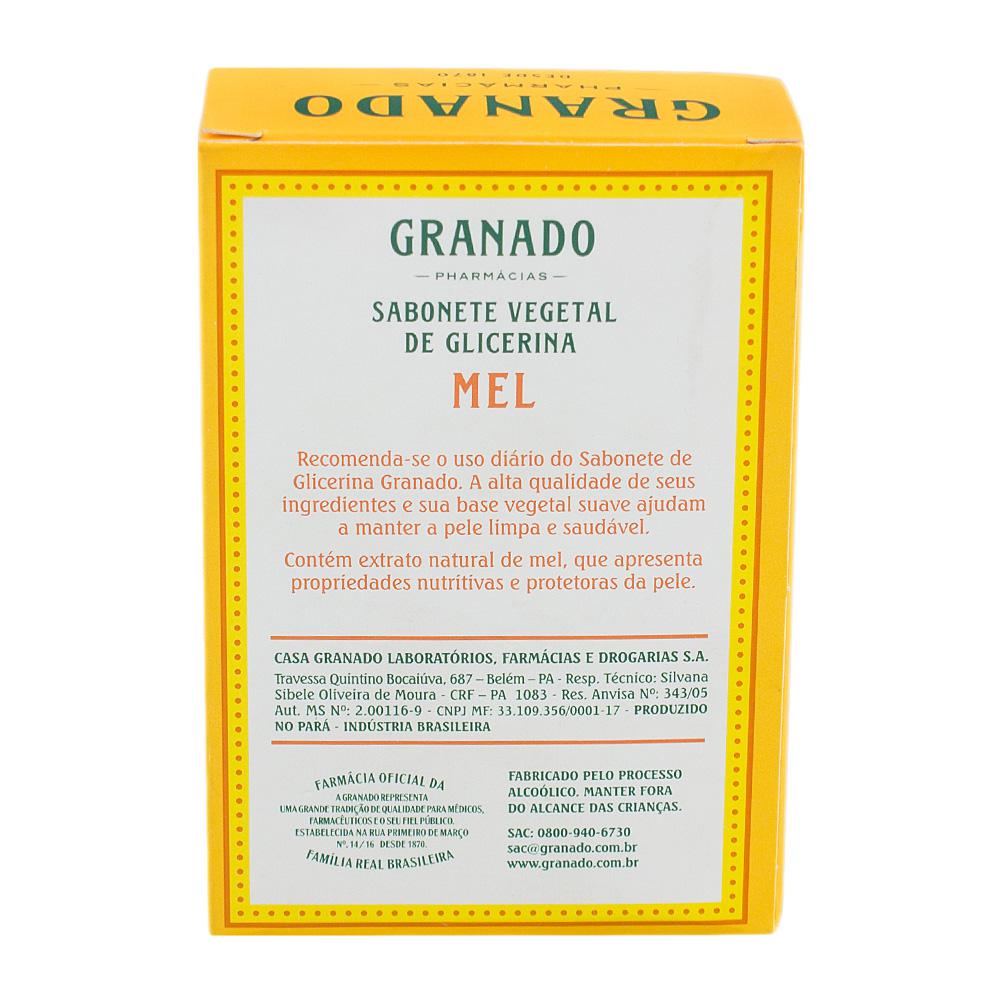 DESDE 1870
PHARMÁCIAS
GRANADO
GRANADO
PHARMÁCIAS
SABONETE VEGETAL
DE GLICERINA
MEL
Recomenda-se o uso diário do Sabonete de
Glicerina Granado. A alta qualidade de seus
ingredientes e sua base vegetal suave ajudam
a manter a pele limpa e saudável.
Contém extrato natural de mel, que apresenta
propriedades nutritivas e protetoras da pele.
CASA GRANADO LABORATÓRIOS, FARMÁCIAS E DROGARIAS S.A.
Travessa Quintino Bocaiúva, 687 – Belém – PA - Resp. Técnico: Silvana
Sibele Oliveira de Moura - CRF – PA 1083 - Res. Anvisa Nº: 343/05
Aut. MS Nº: 2.00116-9 - CNPJ MF: 33.109.356/0001-17 - PRODUZIDO
NO PARÁ - INDÚSTRIA BRASILEIRA
FARMÁCIA OFICIAL DA
A GRANADO REPRESENTA
UMA GRANDE TRADIÇÃO DE QUALIDADE PARA MÉDICOS,
FARMACÊUTICOS E O SEU FIEL PÚBLICO.
ESTABELECIDA NA RUA PRIMEIRO DE MARÇO
Nº. 14/16 DESDE 1870.
FAMÍLIA REAL BRASILEIRA
FABRICADO PELO PROCESSO
ALCOÓLICO. MANTER FORA
DO ALCANCE DAS CRIANÇAS.
SAC: 0800-940-6730
sac@granado.com.br
www.granado.com.br